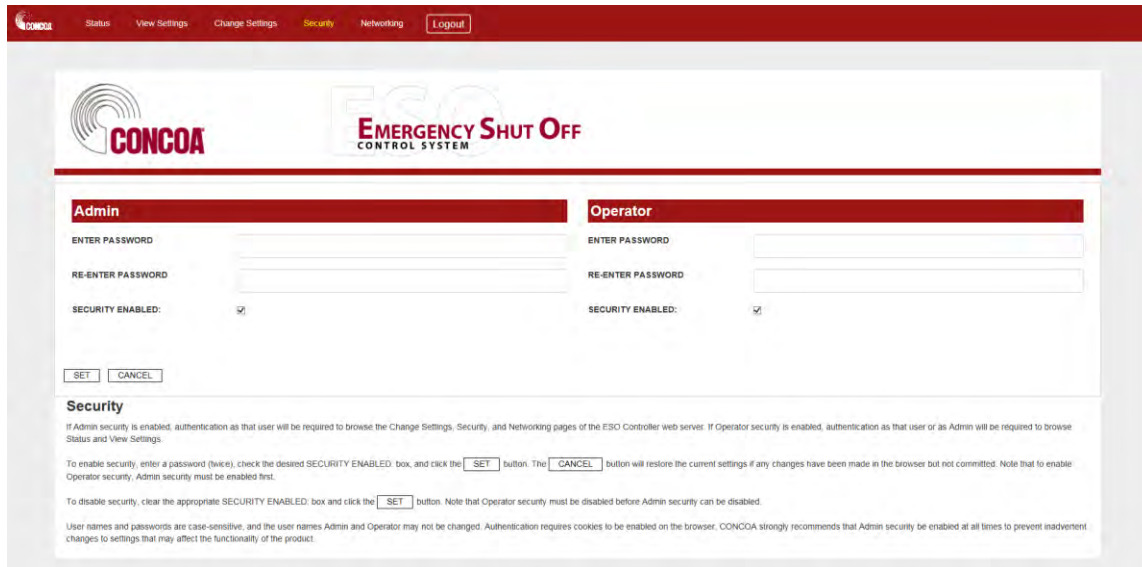 CONCOA Status View Settings Change Settings Security Networking Logout
ESO
CONCOA
EMERGENCY SHUT OFF
CONTROL SYSTEM
Admin
ENTER PASSWORD
RE-ENTER PASSWORD
SECURITY ENABLED:
Operator
ENTER PASSWORD
RE-ENTER PASSWORD
SECURITY ENABLED:
SET CANCEL
Security
If Admin security is enabled, authentication as that user will be required to browse the Change Settings, Security, and Networking pages of the ESO Controller web server. If Operator security is enabled, authentication as that user or as Admin will be required to browse
Status and View Settings.
To enable security, enter a password (twice), check the desired SECURITY ENABLED: box, and click the SET button. The CANCEL button will restore the current settings if any changes have been made in the browser but not committed. Note that to enable
Operator security, Admin security must be enabled first.
To disable security, clear the appropriate SECURITY ENABLED: box and click the SET button. Note that Operator security must be disabled before Admin security can be disabled.
User names and passwords are case-sensitive, and the user names Admin and Operator may not be changed. Authentication requires cookies to be enabled on the browser. CONCOA strongly recommends that Admin security be enabled at all times to prevent inadvertent
changes to settings that may affect the functionality of the product.